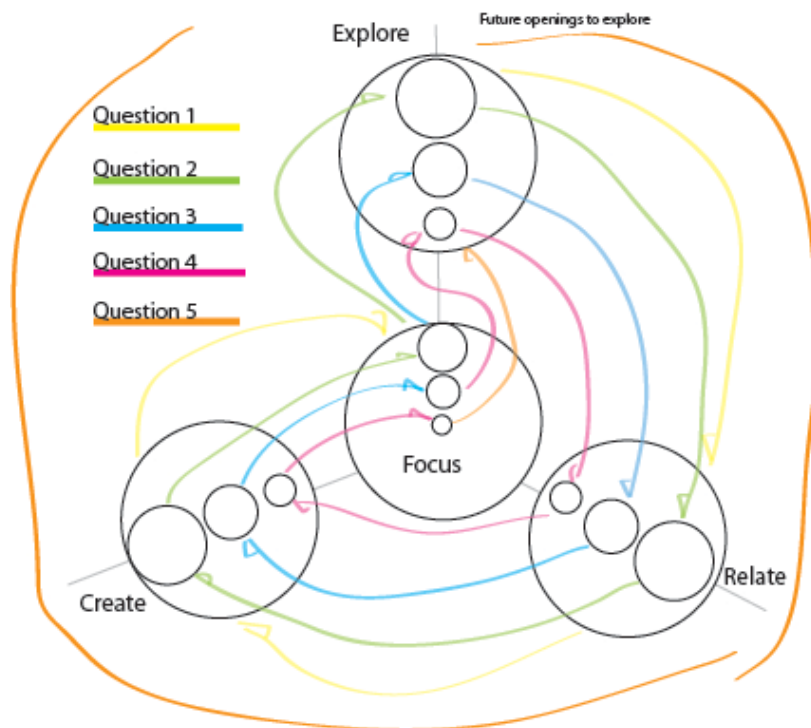 Future openings to explore
Explore
Question 1
Question 2
Question 3
Question 4
Question 5
Focus
Relate
Create